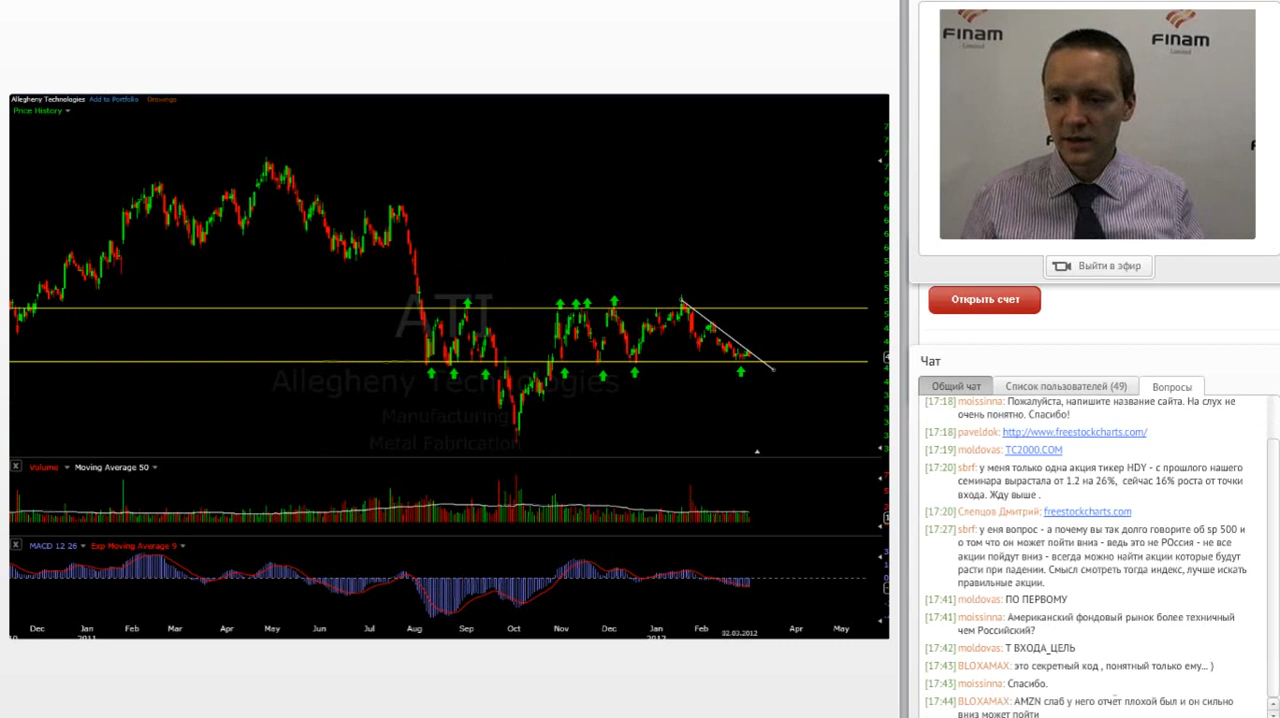 Allegheny Technologies Add to Portfolio Drawings
Price History
ATI
Allegheny Technologies
Manufacturing
Metal Fabrication
Volume Moving Average 50
MACD 12 26 Exp Moving Average 9
Dec Jan Feb Mar Apr May Jun Jul Aug Sep Oct Nov Dec Jan Feb 02.03.2012 Apr May
2011 2012
FINAM
Limited
FINAM
Limited
Выйти в эфир
Открыть счет
Чат
Общий чат Список пользователей (49) Вопросы
[17:18] moissinna: Пожалуйста, напишите название сайта. На слух не
очень понятно. Спасибо!
[17:18] paveldok: http://www.freestockcharts.com/
[17:19] moldovas: TC2000.COM
[17:20] sbrf: у меня только одна акция тикер HDY - с прошлого нашего
семинара вырастала от 1.2 на 26%, сейчас 16% роста от точки
входа. Жду выше .
[17:20] Слепцов Дмитрий: freestockcharts.com
[17:27] sbrf: у еня вопрос - а почему вы так долго говорите об sp 500 и
о том что он может пойти вниз - ведь это не РОссия - не все
акции пойдут вниз - всегда можно найти акции которые будут
расти при падении. Смысл смотреть тогда индекс, лучше искать
правильные акции.
[17:41] moldovas: ПО ПЕРВОМУ
[17:41] moissinna: Американский фондовый рынок более техничный
чем Российский?
[17:42] moldovas: Т ВХОДА_ЦЕЛЬ
[17:43] BLOXAMAX: это секретный код , понятный только ему... )
[17:43] moissinna: Спасибо.
[17:44] BLOXAMAX: AMZN слаб у него отчёт плохой был и он сильно
вниз может пойти